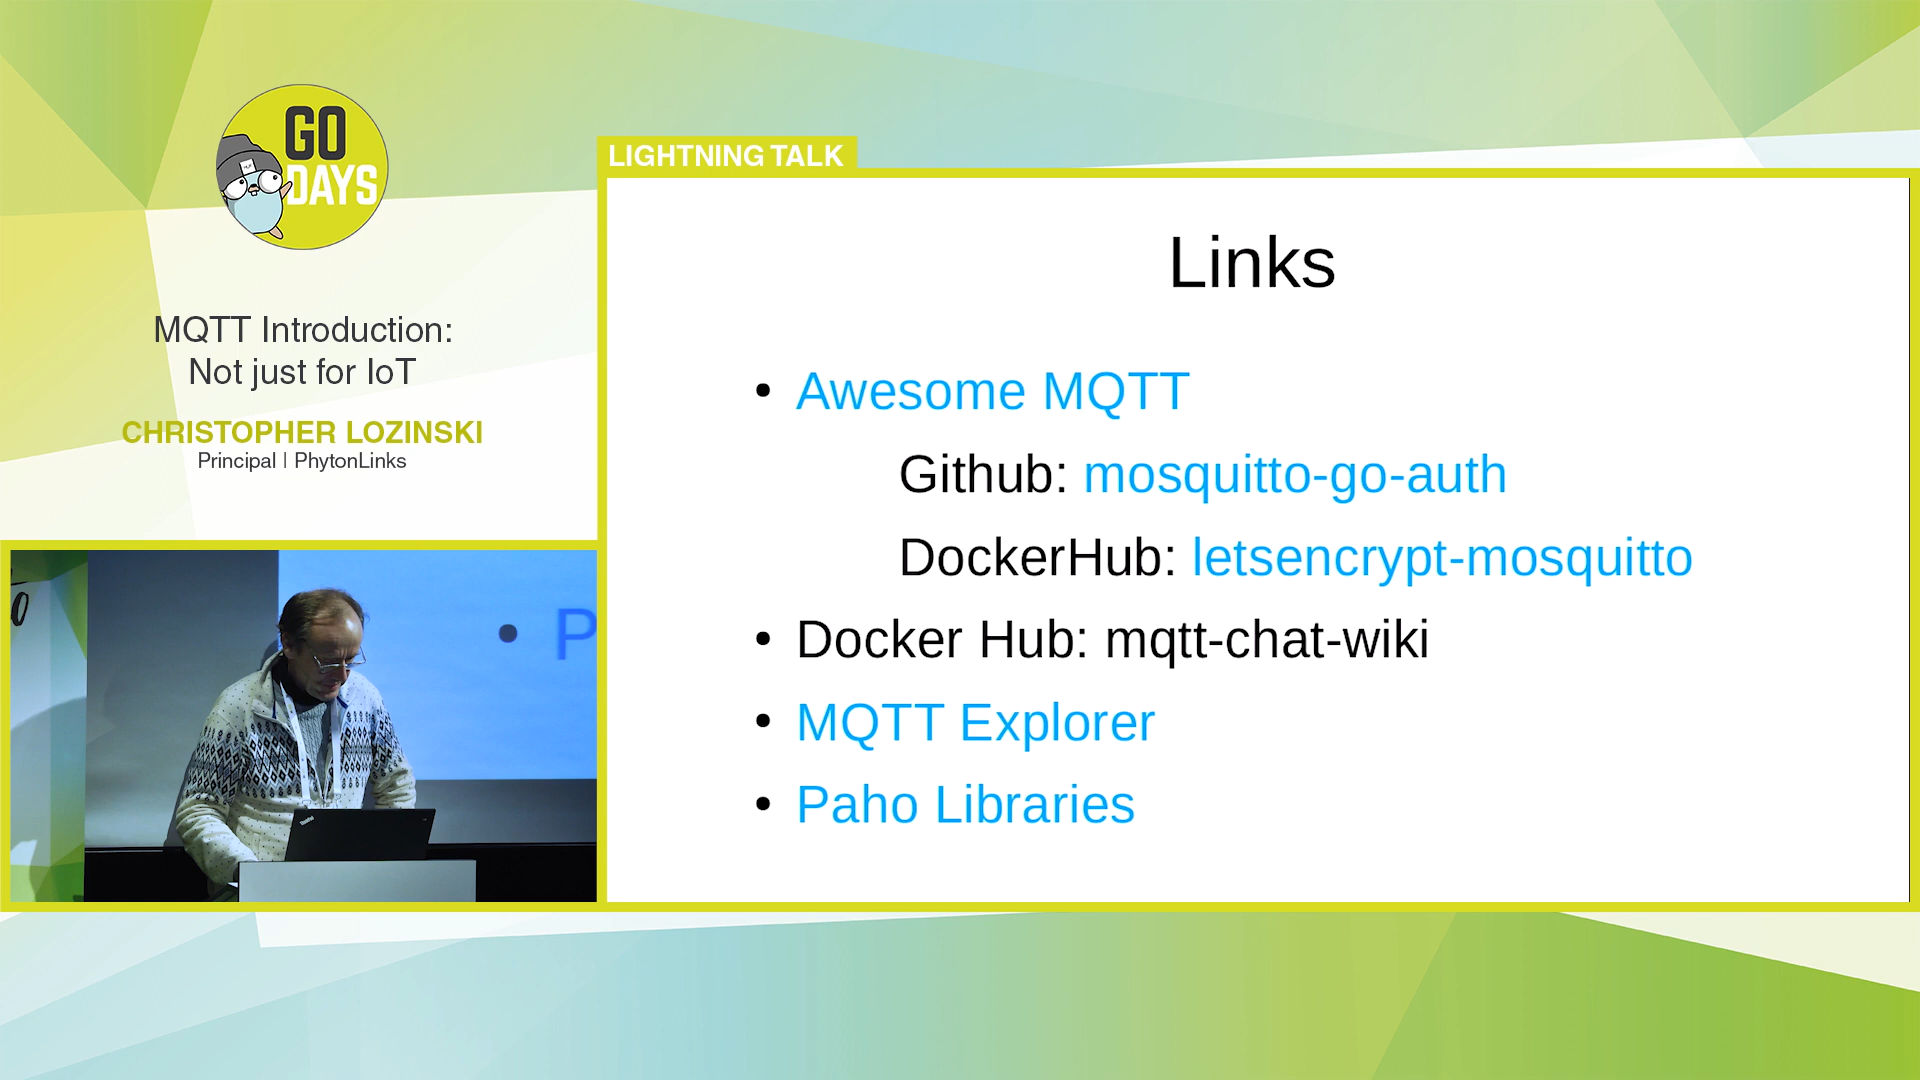 GO
DAYS
MQTT Introduction:
Not just for IoT
CHRISTOPHER LOZINSKI
Principal | PhytonLinks
LIGHTNING TALK
Links
• Awesome MQTT
Github: mosquitto-go-auth
DockerHub: letsencrypt-mosquitto
• Docker Hub: mqtt-chat-wiki
• MQTT Explorer
• Paho Libraries
• P
ThinkPad